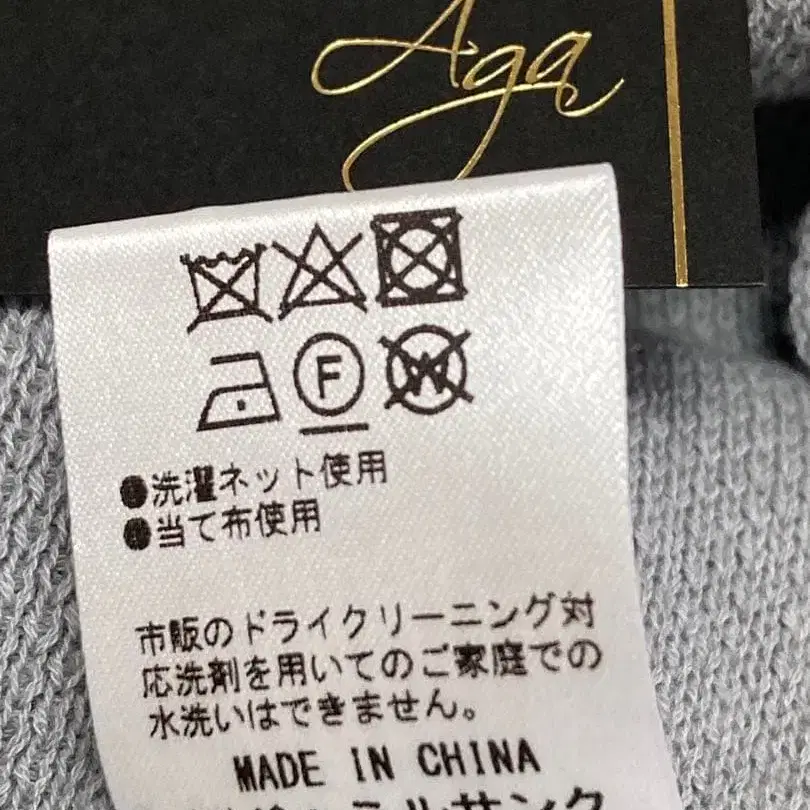 Aga
F
W
●洗濯ネット使用
●当て布使用
市販のドライクリーニング対
応洗剤を用いてのご家庭での
水洗いはできません。
MADE IN CHINA